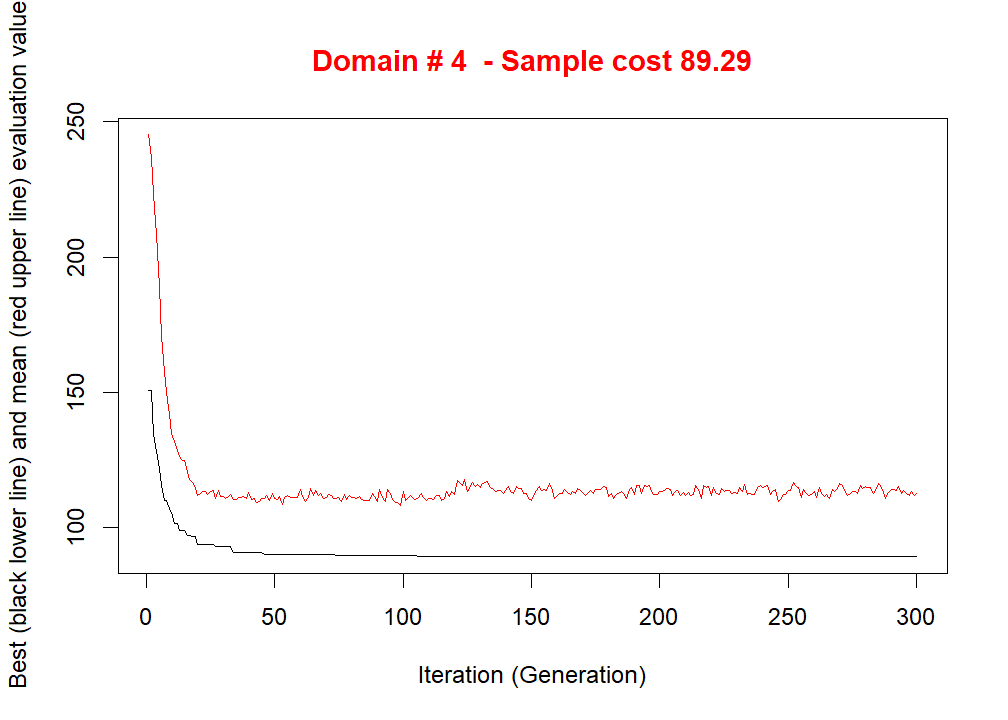 Domain # 4  - Sample cost 89.29
Best (black lower line) and mean (red upper line) evaluation value
250
200
150
100
0 50 100 150 200 250 300
Iteration (Generation)